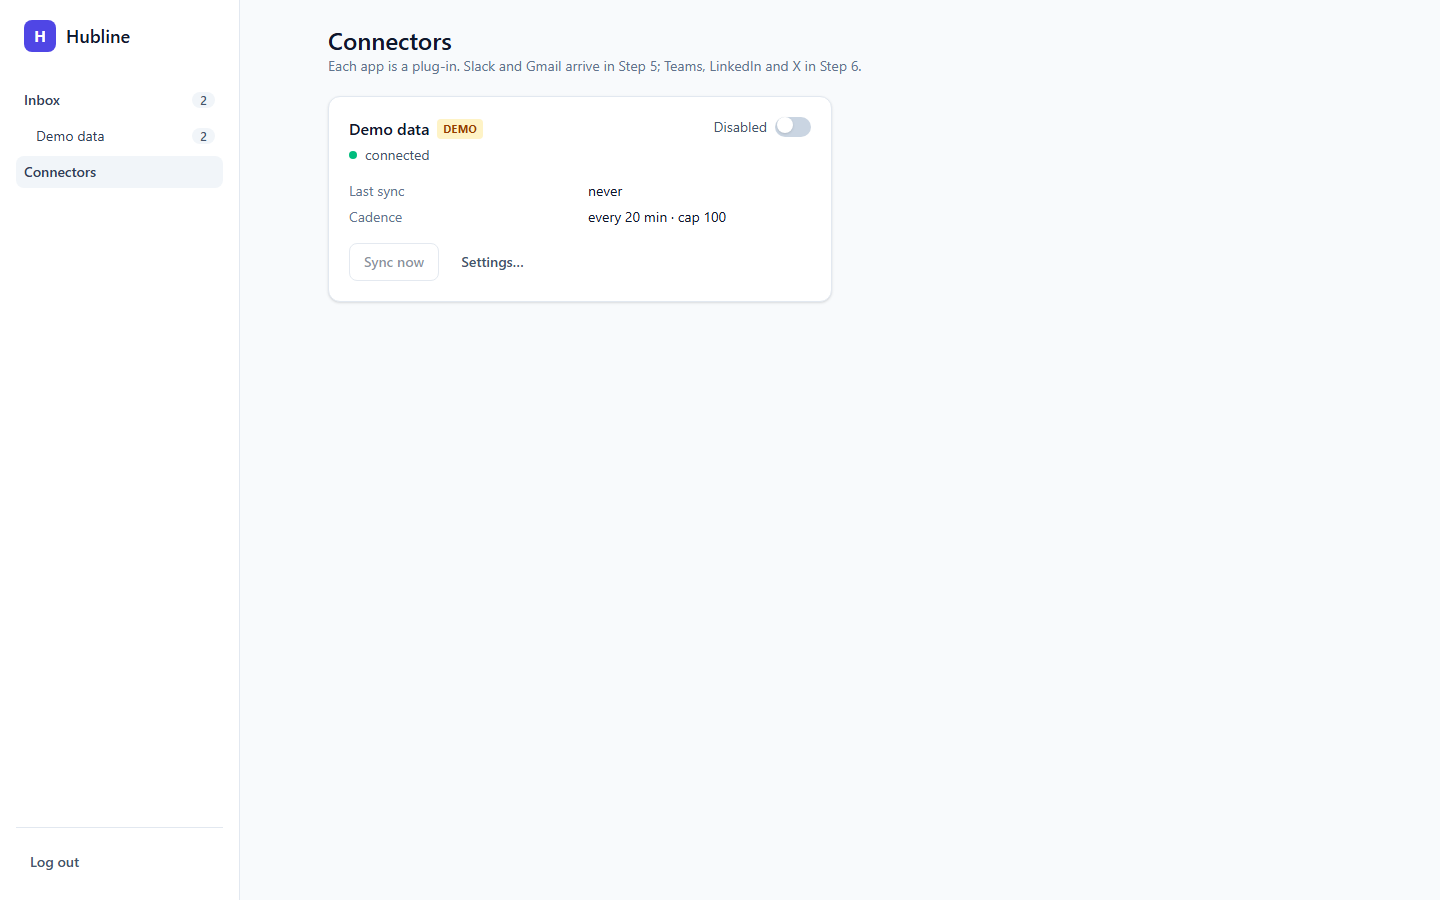 H Hubline
Inbox 2
Demo data 2
Connectors
Log out
Connectors
Each app is a plug-in. Slack and Gmail arrive in Step 5; Teams, LinkedIn and X in Step 6.
Demo data DEMO Disabled
connected
Last sync never
Cadence every 20 min · cap 100
Sync now Settings...